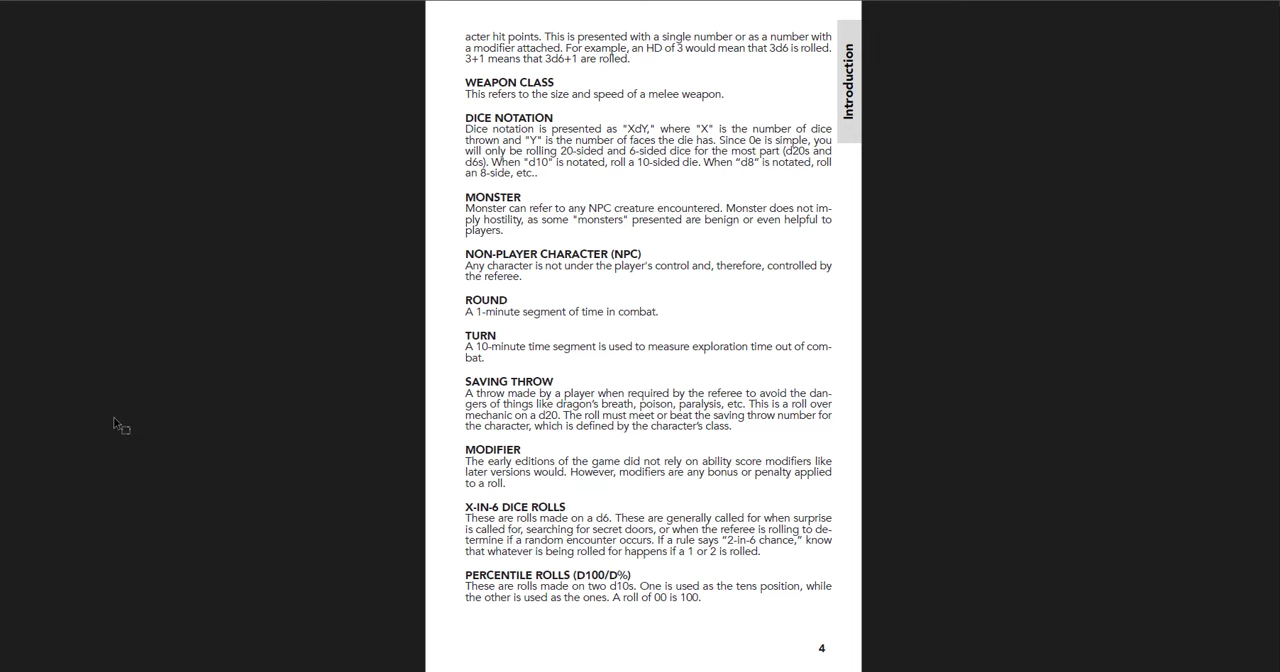 acter hit points. This is presented with a single number or as a number with
a modifier attached. For example, an HD of 3 would mean that 3d6 is rolled.
3+1 means that 3d6+1 are rolled.
WEAPON CLASS
This refers to the size and speed of a melee weapon.
DICE NOTATION
Dice notation is presented as "XdY," where "X" is the number of dice
thrown and "Y" is the number of faces the die has. Since 0e is simple, you
will only be rolling 20-sided and 6-sided dice for the most part (d20s and
d6s). When "d10" is notated, roll a 10-sided die. When “d8” is notated, roll
an 8-side, etc..
MONSTER
Monster can refer to any NPC creature encountered. Monster does not im-
ply hostility, as some "monsters" presented are benign or even helpful to
players.
NON-PLAYER CHARACTER (NPC)
Any character is not under the player's control and, therefore, controlled by
the referee.
ROUND
A 1-minute segment of time in combat.
TURN
A 10-minute time segment is used to measure exploration time out of com-
bat.
SAVING THROW
A throw made by a player when required by the referee to avoid the dan-
gers of things like dragon’s breath, poison, paralysis, etc. This is a roll over
mechanic on a d20. The roll must meet or beat the saving throw number for
the character, which is defined by the character’s class.
MODIFIER
The early editions of the game did not rely on ability score modifiers like
later versions would. However, modifiers are any bonus or penalty applied
to a roll.
X-IN-6 DICE ROLLS
These are rolls made on a d6. These are generally called for when surprise
is called for, searching for secret doors, or when the referee is rolling to de-
termine if a random encounter occurs. If a rule says “2-in-6 chance,” know
that whatever is being rolled for happens if a 1 or 2 is rolled.
PERCENTILE ROLLS (D100/D%)
These are rolls made on two d10s. One is used as the tens position, while
the other is used as the ones. A roll of 00 is 100.
4
Introduction